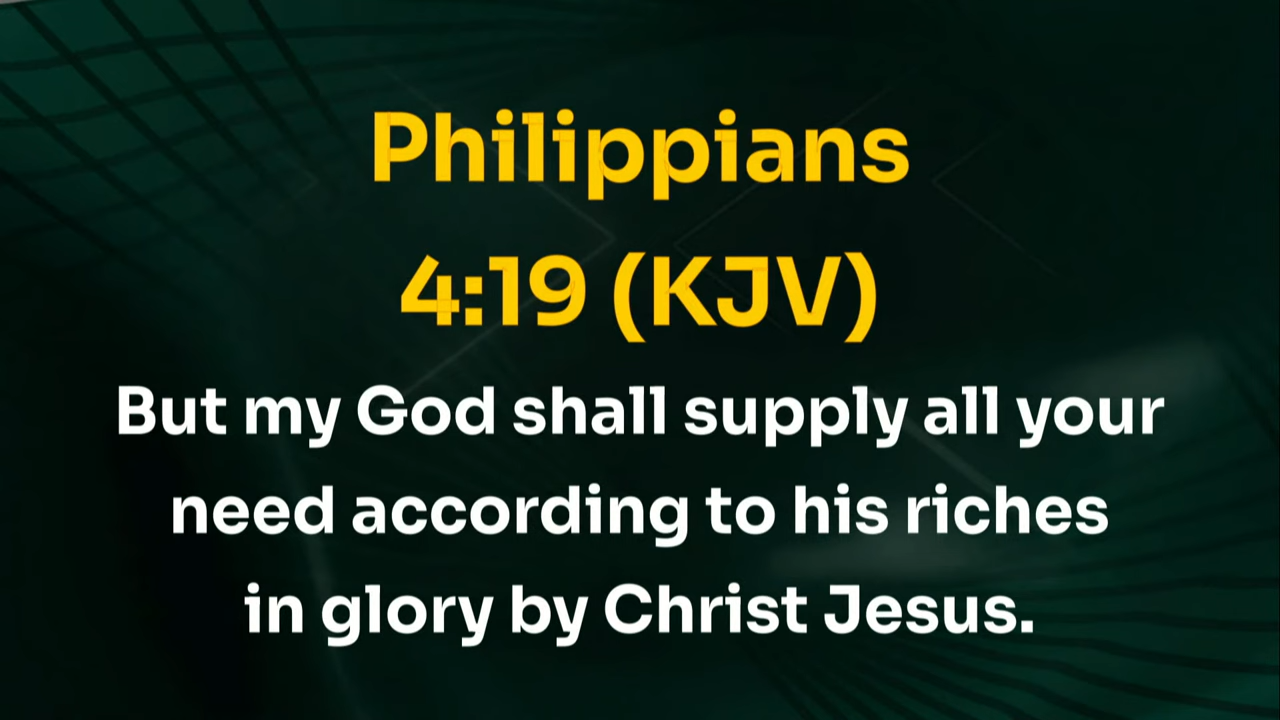 Philippians
4:19 (KJV)
But my God shall supply all your
need according to his riches
in glory by Christ Jesus.